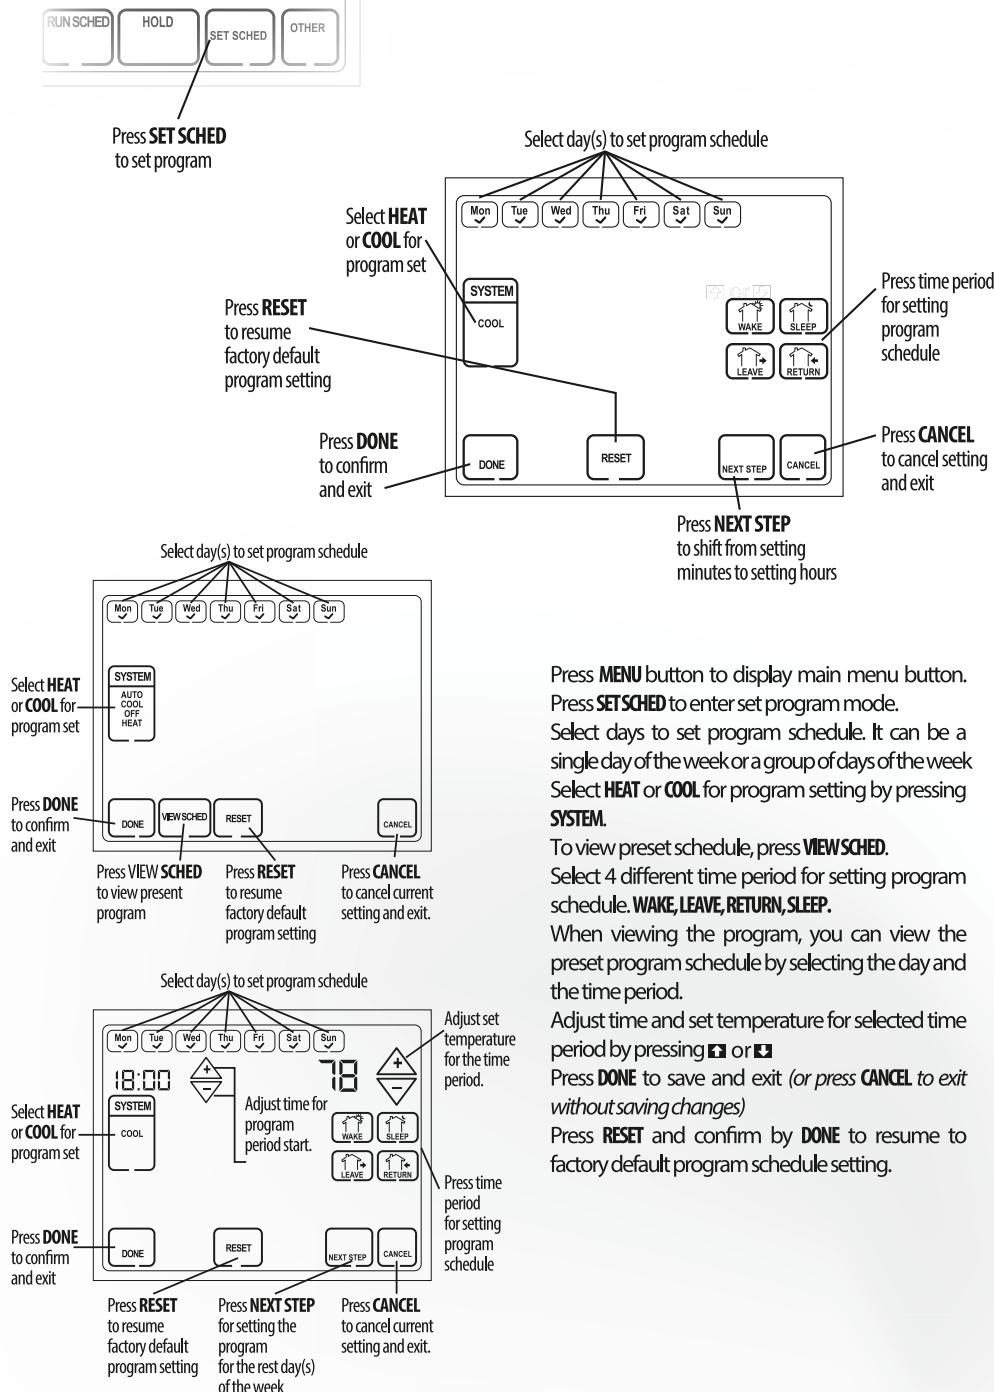 RUN SCHED
HOLD
SET SCHED
OTHER
Press SET SCHED
to set program
Select day(s) to set program schedule
Mon Tue Wed Thu Fri Sat Sun
Select HEAT
or COOL for
program set
SYSTEM
COOL
Press RESET
to resume
factory default
program setting
or
WAKE
SLEEP
LEAVE
RETURN
Press time period
for setting
program
schedule
Press DONE
to confirm
and exit
DONE
RESET
NEXT STEP
CANCEL
Press CANCEL
to cancel setting
and exit
Press NEXT STEP
to shift from setting
minutes to setting hours
Select day(s) to set program schedule
Mon Tue Wed Thu Fri Sat Sun
Select HEAT
or COOL for
program set
SYSTEM
AUTO
COOL
OFF
HEAT
Press DONE
to confirm
and exit
DONE
VIEW SCHED
RESET
CANCEL
Press VIEW SCHED
to view present
program
Press RESET
to resume
factory default
program setting
Press CANCEL
to cancel current
setting and exit.
Select day(s) to set program schedule
Mon Tue Wed Thu Fri Sat Sun
18:00
78
Adjust set
temperature
for the time
period.
Select HEAT
or COOL for
program set
SYSTEM
COOL
Adjust time for
program
period start.
WAKE
SLEEP
LEAVE
RETURN
Press time
period
for setting
program
schedule
Press DONE
to confirm
and exit
DONE
RESET
NEXT STEP
CANCEL
Press RESET
to resume
factory default
program setting
Press NEXT STEP
for setting the
program
for the rest day(s)
of the week
Press CANCEL
to cancel current
setting and exit.
Press MENU button to display main menu button.
Press SET SCHED to enter set program mode.
Select days to set program schedule. It can be a
single day of the week or a group of days of the week
Select HEAT or COOL for program setting by pressing
SYSTEM.
To view preset schedule, press VIEW SCHED.
Select 4 different time period for setting program
schedule. WAKE, LEAVE, RETURN, SLEEP.
When viewing the program, you can view the
preset program schedule by selecting the day and
the time period.
Adjust time and set temperature for selected time
period by pressing or
Press DONE to save and exit (or press CANCEL to exit
without saving changes)
Press RESET and confirm by DONE to resume to
factory default program schedule setting.